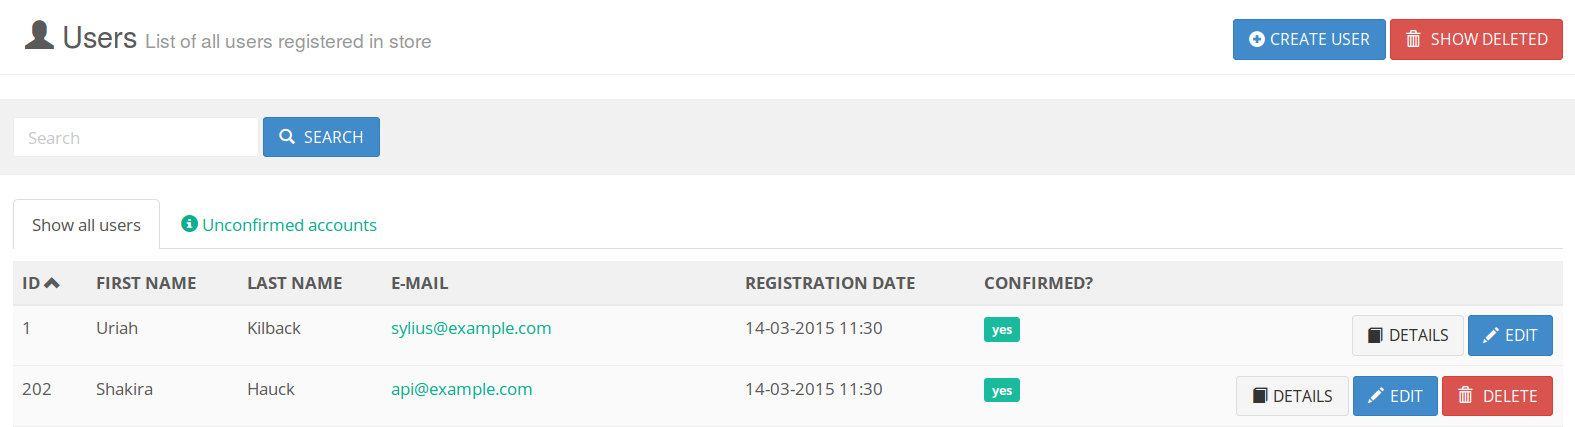 Users List of all users registered in store
CREATE USER SHOW DELETED
Search SEARCH
Show all users Unconfirmed accounts
ID FIRST NAME LAST NAME E-MAIL REGISTRATION DATE CONFIRMED?
1 Uriah Kilback sylius@example.com 14-03-2015 11:30 yes DETAILS EDIT
202 Shakira Hauck api@example.com 14-03-2015 11:30 yes DETAILS EDIT DELETE